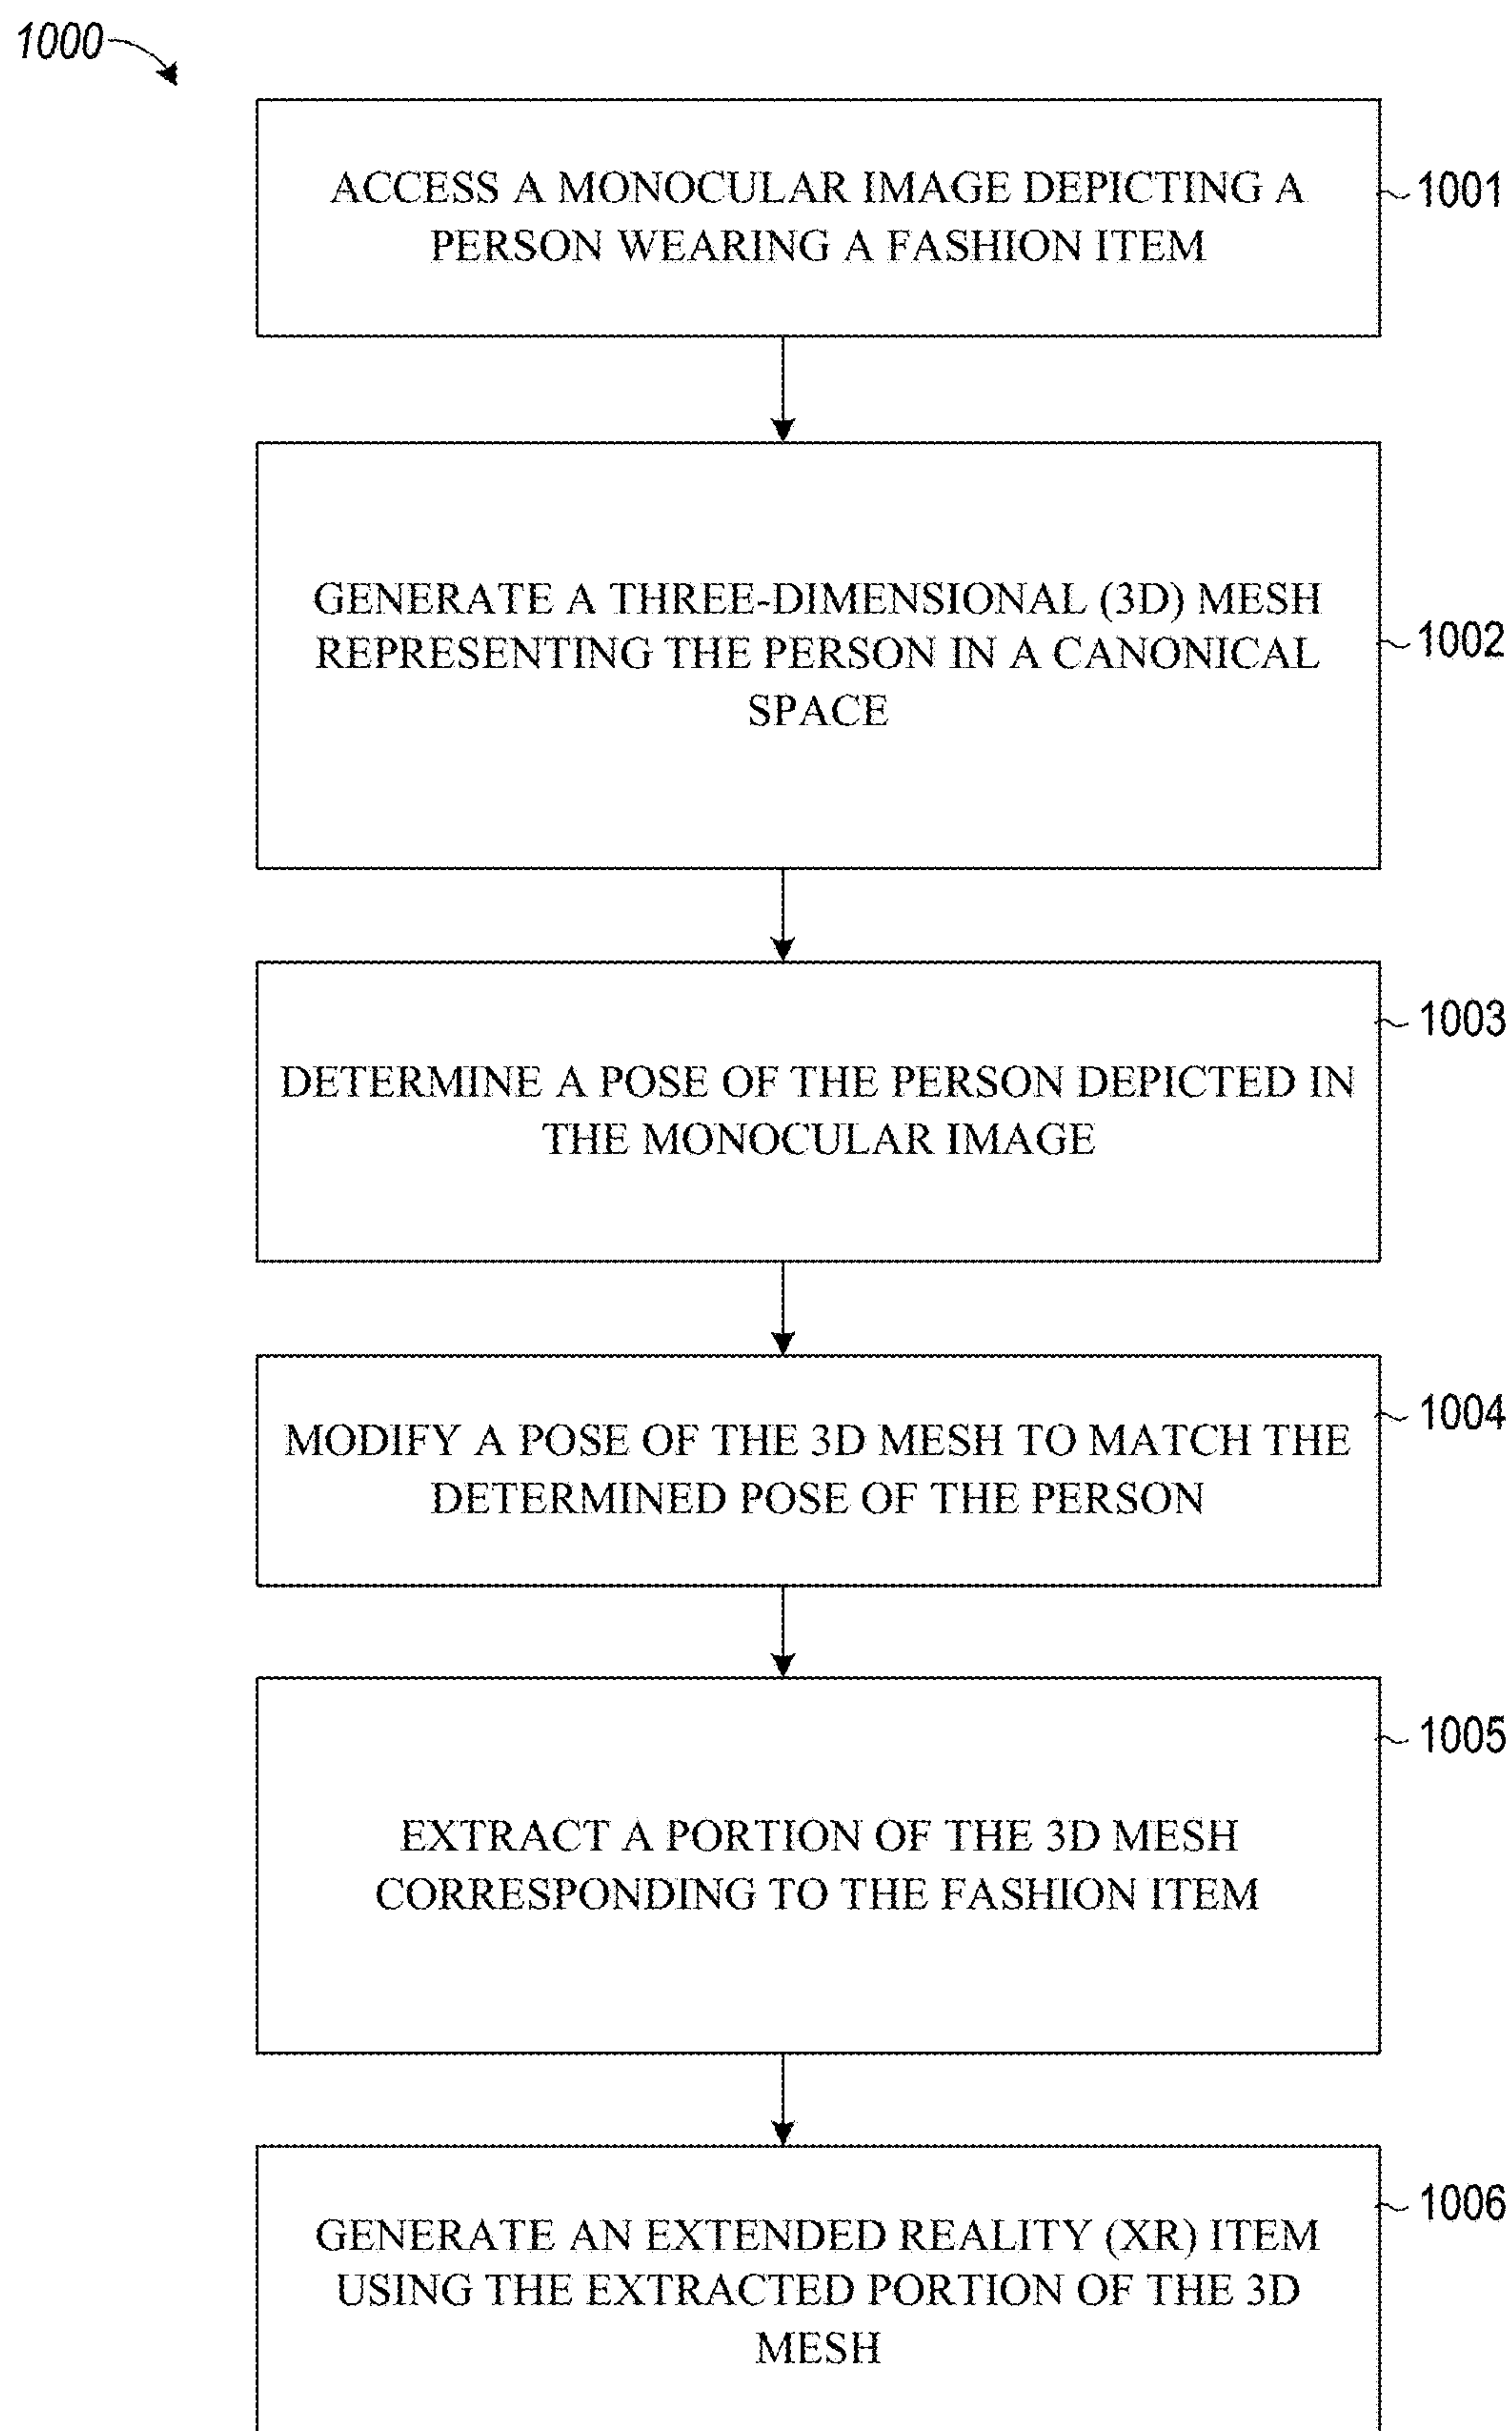 1000
ACCESS A MONOCULAR IMAGE DEPICTING A
PERSON WEARING A FASHION ITEM
1001
GENERATE A THREE-DIMENSIONAL (3D) MESH
REPRESENTING THE PERSON IN A CANONICAL
SPACE
1002
DETERMINE A POSE OF THE PERSON DEPICTED IN
THE MONOCULAR IMAGE
1003
MODIFY A POSE OF THE 3D MESH TO MATCH THE
DETERMINED POSE OF THE PERSON
1004
EXTRACT A PORTION OF THE 3D MESH
CORRESPONDING TO THE FASHION ITEM
1005
GENERATE AN EXTENDED REALITY (XR) ITEM
USING THE EXTRACTED PORTION OF THE 3D
MESH
1006